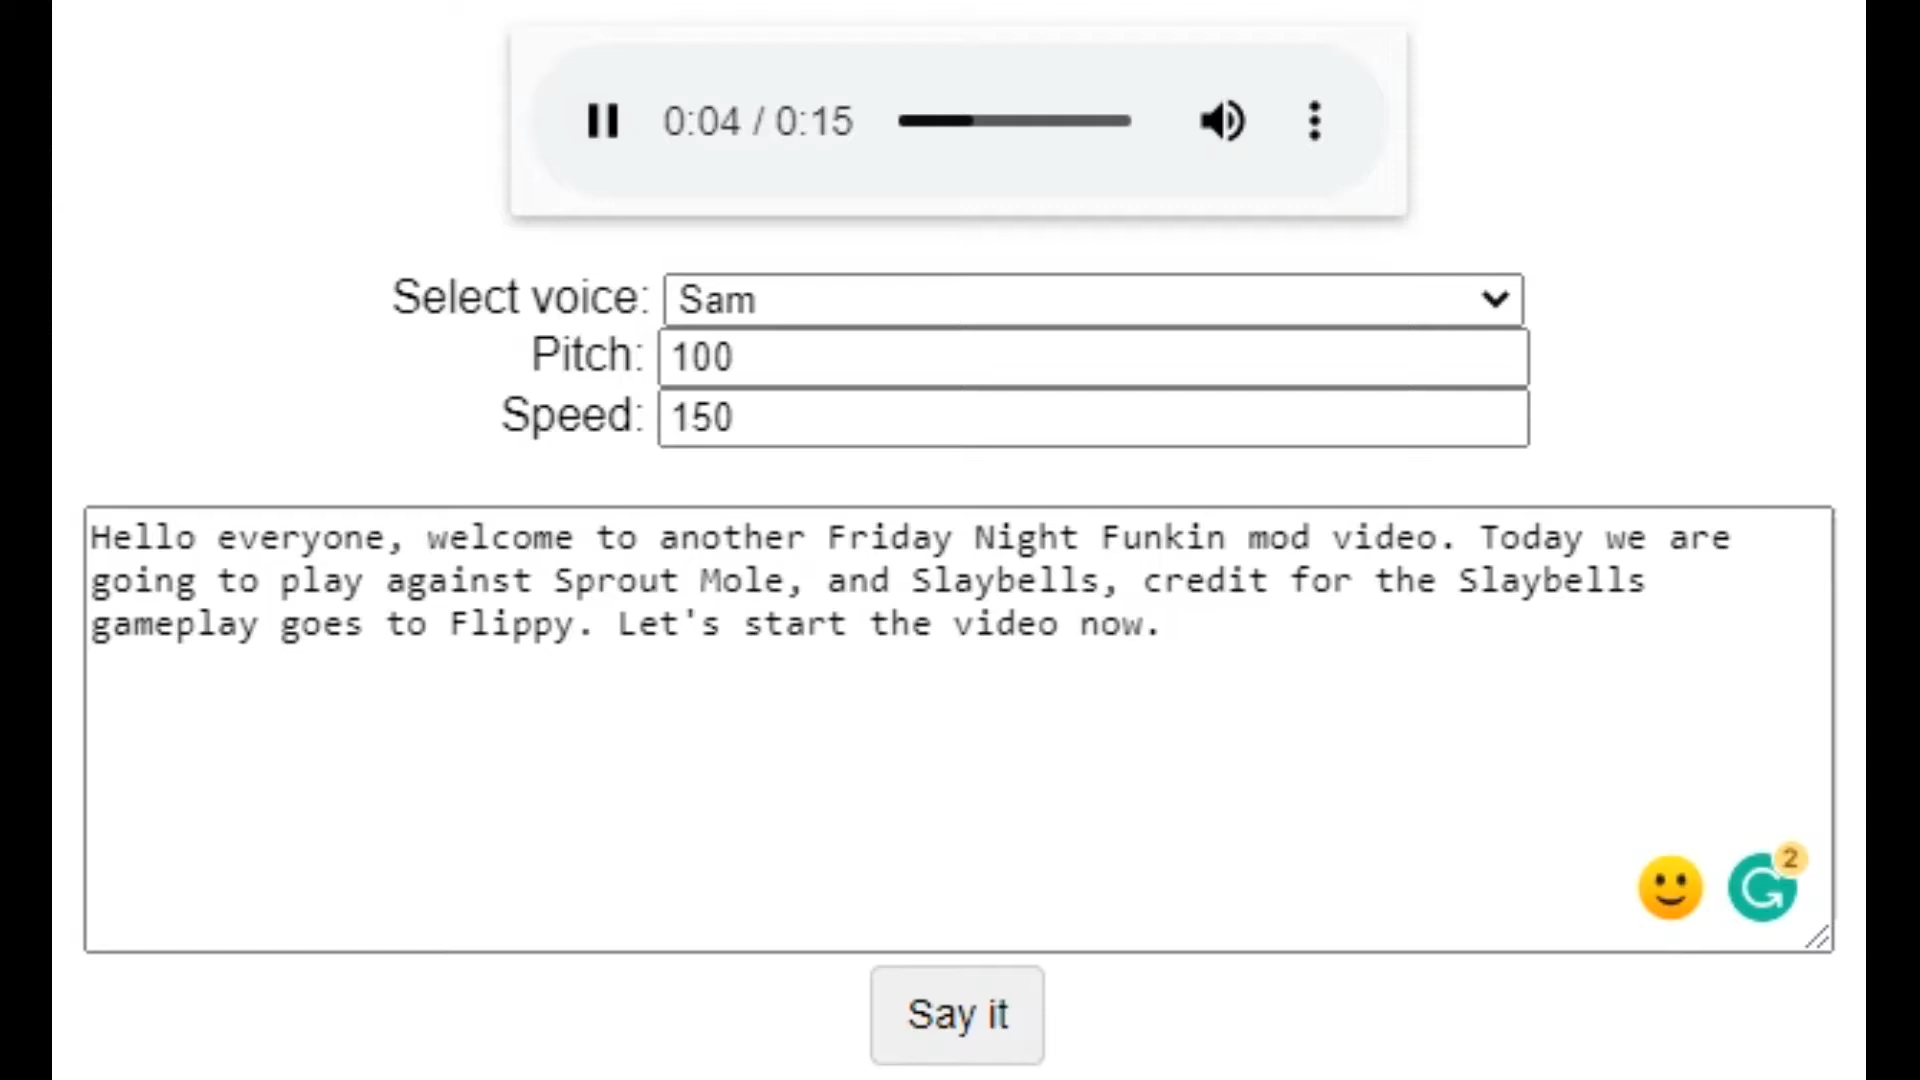 0:04 / 0:15
Select voice: Sam
Pitch: 100
Speed: 150
Hello everyone, welcome to another Friday Night Funkin mod video. Today we are
going to play against Sprout Mole, and Slaybells, credit for the Slaybells
gameplay goes to Flippy. Let's start the video now.
2
Say it